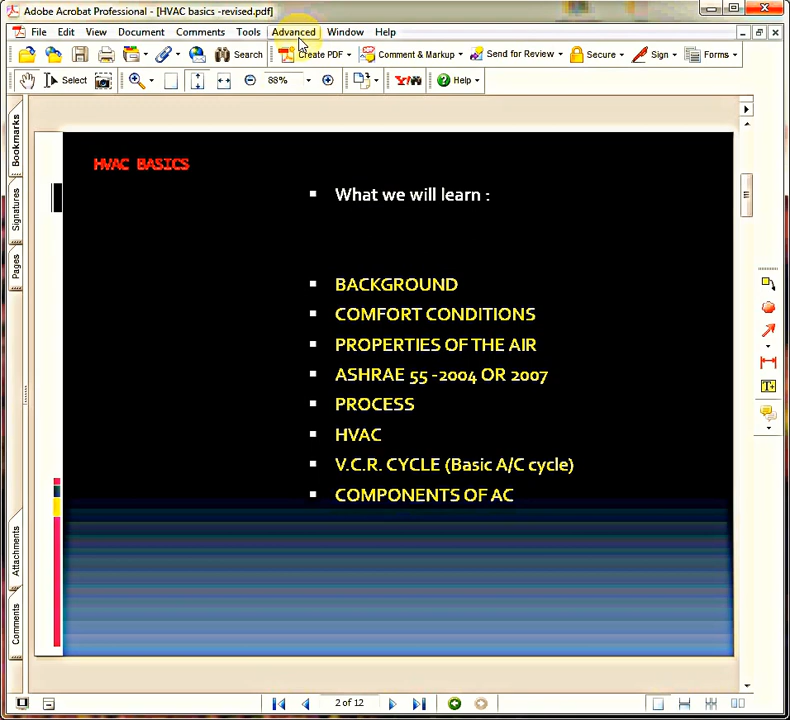 Adobe Acrobat Professional - [HVAC basics -revised.pdf]
File Edit View Document Comments Tools Advanced Window Help
Search Create PDF Comment & Markup Send for Review Secure Sign Forms
Select 88% Y! Help
Bookmarks
Signatures
Pages
Attachments
Comments
HVAC BASICS
What we will learn :
BACKGROUND
COMFORT CONDITIONS
PROPERTIES OF THE AIR
ASHRAE 55 -2004 OR 2007
PROCESS
HVAC
V.C.R. CYCLE (Basic A/C cycle)
COMPONENTS OF AC
2 of 12